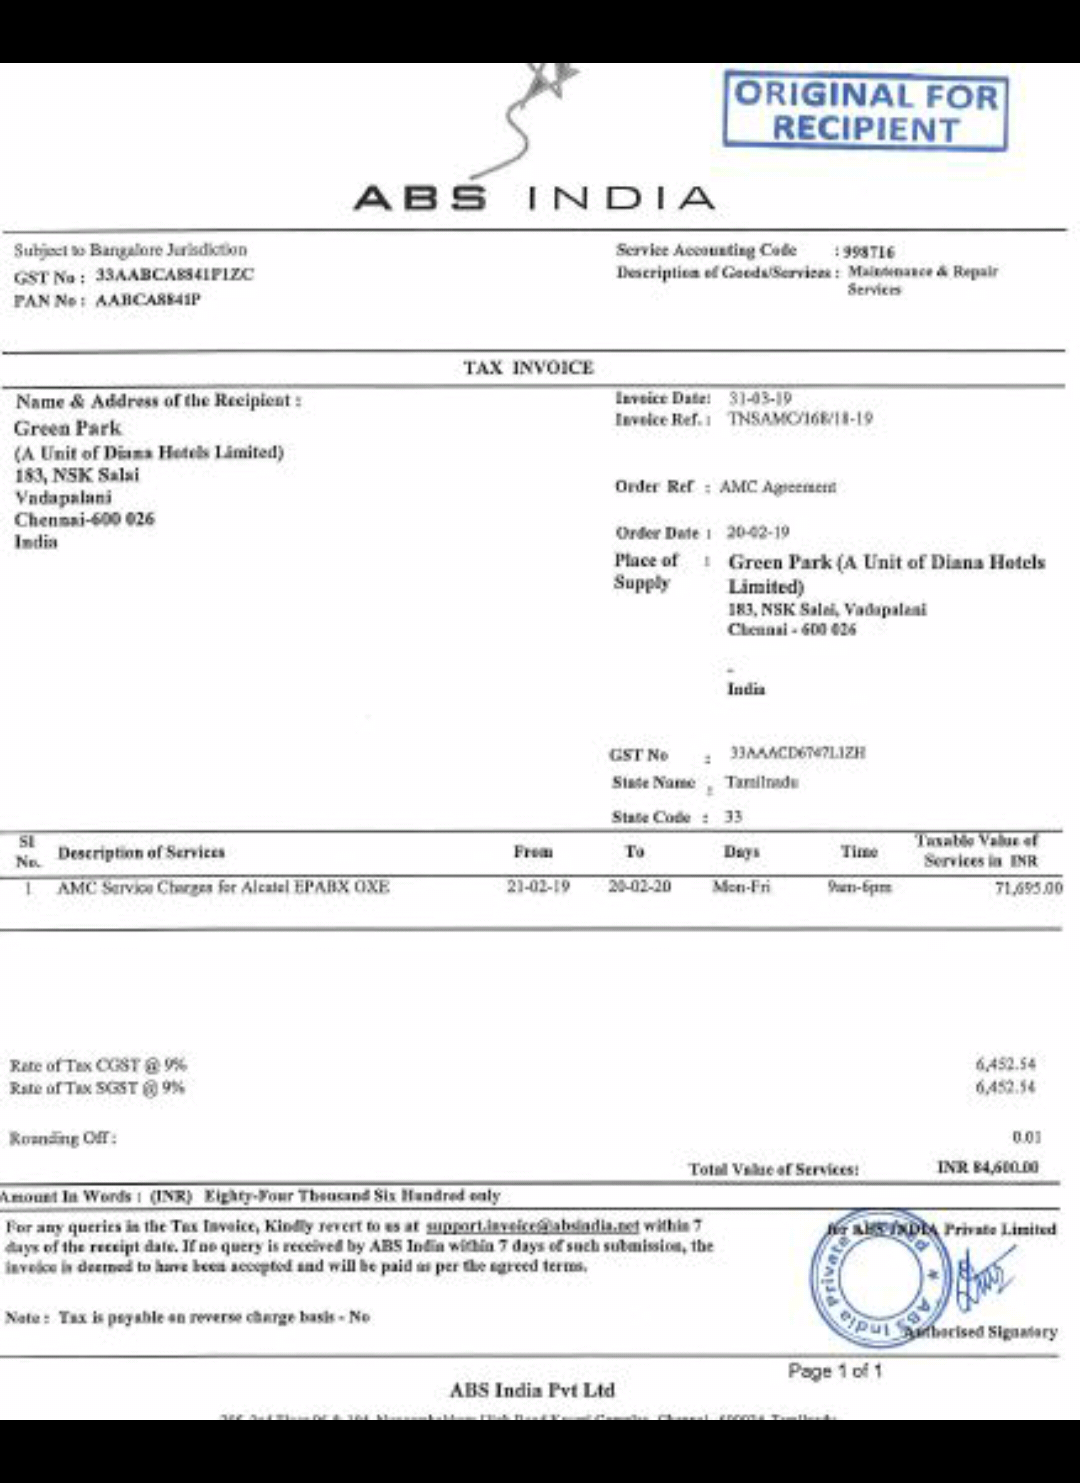 ORIGINAL FOR
RECIPIENT
ABS INDIA
Subject to Bangalore Jurisdiction
GST No : 33AABCA8841P1ZC
PAN No : AABCA8841P
Service Accounting Code : 998716
Description of Goods/Services : Maintenance & Repair
Services
TAX INVOICE
Name & Address of the Recipient :
Green Park
(A Unit of Diana Hotels Limited)
183, NSK Salai
Vadapalani
Chennai-600 026
India
Invoice Date: 31-03-19
Invoice Ref. : TNSAMC/168/18-19
Order Ref : AMC Agreement
Order Date : 20-02-19
Place of : Green Park (A Unit of Diana Hotels
Supply Limited)
183, NSK Salai, Vadapalani
Chennai - 600 026
-
India
GST No : 33AAACD6747L1ZH
State Name : Tamilnadu
State Code : 33
Sl No. Description of Services From To Days Time Taxable Value of Services in INR
1 AMC Service Charges for Alcatel EPABX OXE 21-02-19 20-02-20 Mon-Fri 9am-6pm 71,695.00
Rate of Tax CGST @ 9% 6,452.54
Rate of Tax SGST @ 9% 6,452.54
Rounding Off : 0.01
Total Value of Services: INR 84,600.00
Amount In Words : (INR) Eighty-Four Thousand Six Hundred only
For any queries in the Tax Invoice, Kindly revert to us at support.invoice@absindia.net within 7
days of the receipt date. If no query is received by ABS India within 7 days of such submission, the
invoice is deemed to have been accepted and will be paid as per the agreed terms.
Note : Tax is payable on reverse charge basis - No
for ABS INDIA Private Limited
ABS India Private
Authorised Signatory
Page 1 of 1
ABS India Pvt Ltd